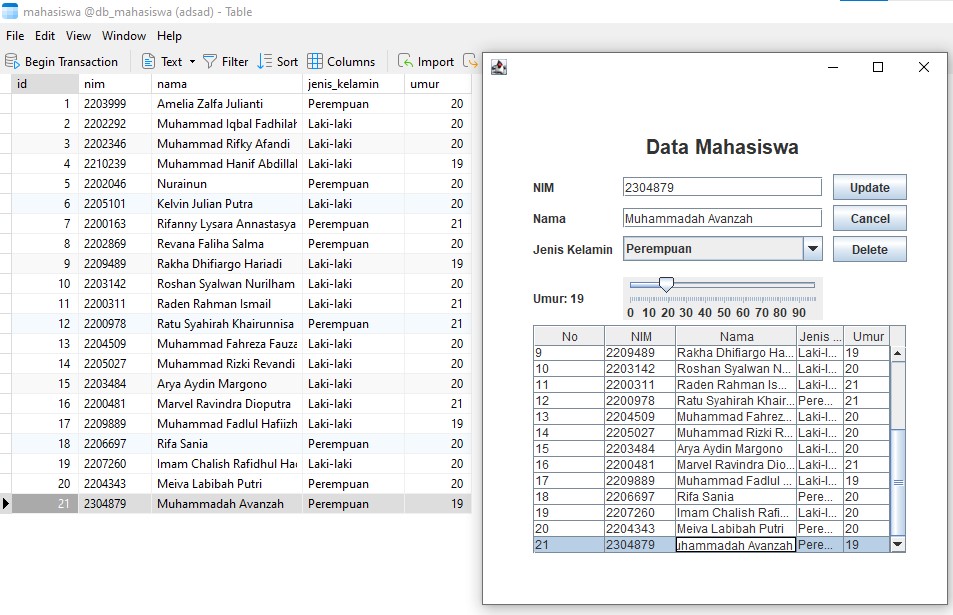 mahasiswa @db_mahasiswa (adsad) - Table
File Edit View Window Help
Begin Transaction Text Filter Sort Columns Import
id nim nama jenis_kelamin umur
1 2203999 Amelia Zalfa Julianti Perempuan 20
2 2202292 Muhammad Iqbal Fadhilah Laki-laki 20
3 2202346 Muhammad Rifky Afandi Laki-laki 20
4 2210239 Muhammad Hanif Abdillal Laki-laki 19
5 2202046 Nurainun Perempuan 20
6 2205101 Kelvin Julian Putra Laki-laki 20
7 2200163 Rifanny Lysara Annastasya Perempuan 21
8 2202869 Revana Faliha Salma Perempuan 20
9 2209489 Rakha Dhifiargo Hariadi Laki-laki 19
10 2203142 Roshan Syalwan Nurilham Laki-laki 20
11 2200311 Raden Rahman Ismail Laki-laki 21
12 2200978 Ratu Syahirah Khairunnisa Perempuan 21
13 2204509 Muhammad Fahreza Fauza Laki-laki 20
14 2205027 Muhammad Rizki Revandi Laki-laki 20
15 2203484 Arya Aydin Margono Laki-laki 20
16 2200481 Marvel Ravindra Dioputra Laki-laki 21
17 2209889 Muhammad Fadlul Hafiizh Laki-laki 19
18 2206697 Rifa Sania Perempuan 20
19 2207260 Imam Chalish Rafidhul Ha Laki-laki 20
20 2204343 Meiva Labibah Putri Perempuan 20
21 2304879 Muhammadah Avanzah Perempuan 19
Data Mahasiswa
NIM 2304879 Update
Nama Muhammadah Avanzah Cancel
Jenis Kelamin Perempuan Delete
Umur: 19
0 10 20 30 40 50 60 70 80 90
No NIM Nama Jenis ... Umur
9 2209489 Rakha Dhifiargo Ha... Laki-l... 19
10 2203142 Roshan Syalwan N... Laki-l... 20
11 2200311 Raden Rahman Is... Laki-l... 21
12 2200978 Ratu Syahirah Khair... Pere... 21
13 2204509 Muhammad Fahrez... Laki-l... 20
14 2205027 Muhammad Rizki R... Laki-l... 20
15 2203484 Arya Aydin Margono Laki-l... 20
16 2200481 Marvel Ravindra Dio... Laki-l... 21
17 2209889 Muhammad Fadlul ... Laki-l... 19
18 2206697 Rifa Sania Pere... 20
19 2207260 Imam Chalish Rafi... Laki-l... 20
20 2204343 Meiva Labibah Putri Pere... 20
21 2304879 uhammadah Avanzah Pere... 19